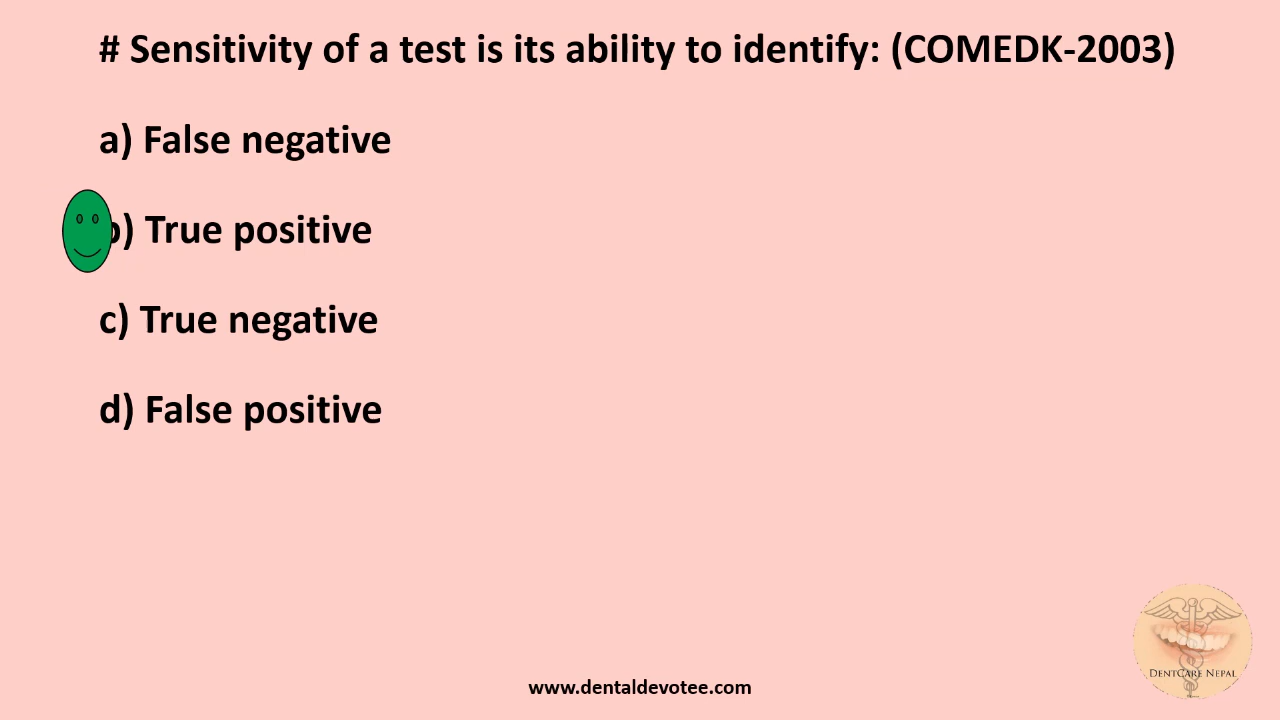 # Sensitivity of a test is its ability to identify: (COMEDK-2003)
a) False negative
b) True positive
c) True negative
d) False positive
DentCare Nepal
www.dentaldevotee.com